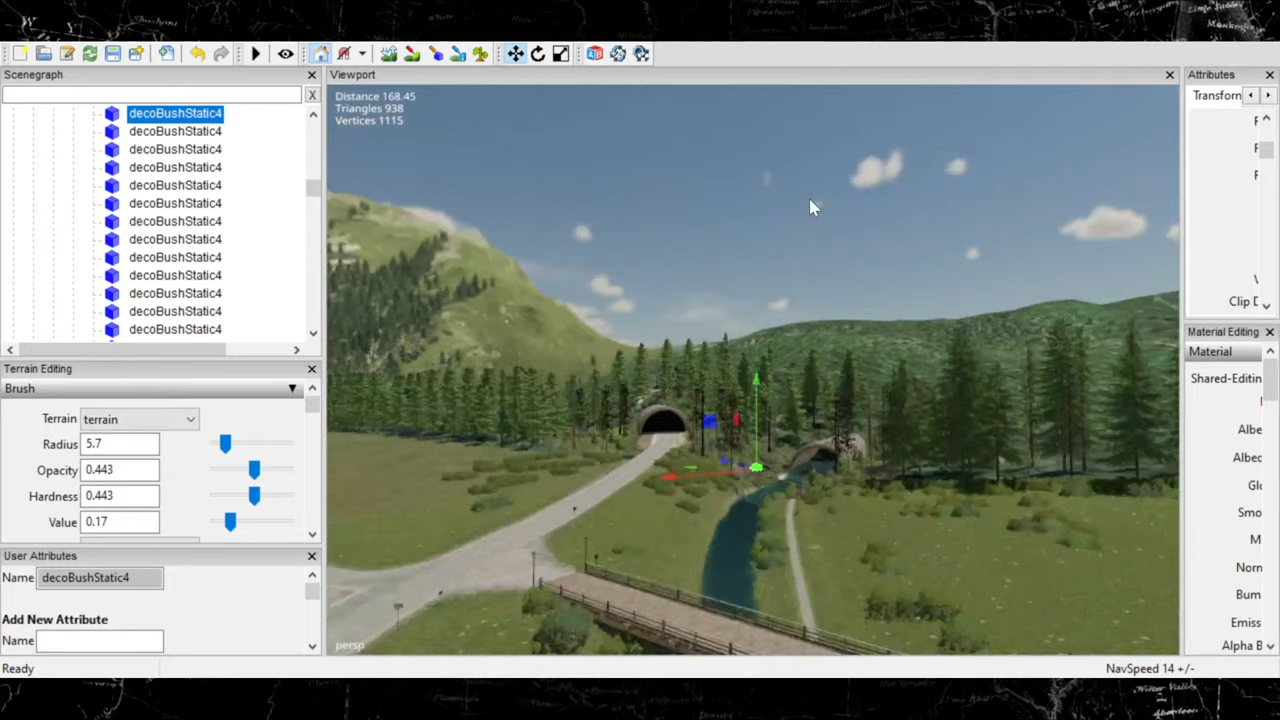 Scenegraph
Viewport
Attributes
X
Transform
decoBushStatic4
decoBushStatic4
decoBushStatic4
decoBushStatic4
decoBushStatic4
decoBushStatic4
decoBushStatic4
decoBushStatic4
decoBushStatic4
decoBushStatic4
decoBushStatic4
decoBushStatic4
decoBushStatic4
Distance 168.45
Triangles 938
Vertices 1115
persp
Clip D
Terrain Editing
Brush
Terrain terrain
Radius 5.7
Opacity 0.443
Hardness 0.443
Value 0.17
User Attributes
Name decoBushStatic4
Add New Attribute
Name
Material Editing
Material
Shared-Editin
Albe
Albec
Glo
Smo
M
Norn
Bum
Emiss
Alpha B
Ready
NavSpeed 14 +/-